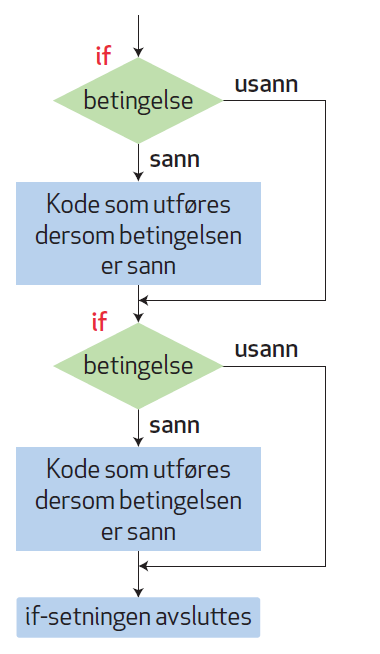 if
betingelse
usann
sann
Kode som utføres
dersom betingelsen
er sann
if
betingelse
usann
sann
Kode som utføres
dersom betingelsen
er sann
if-setningen avsluttes